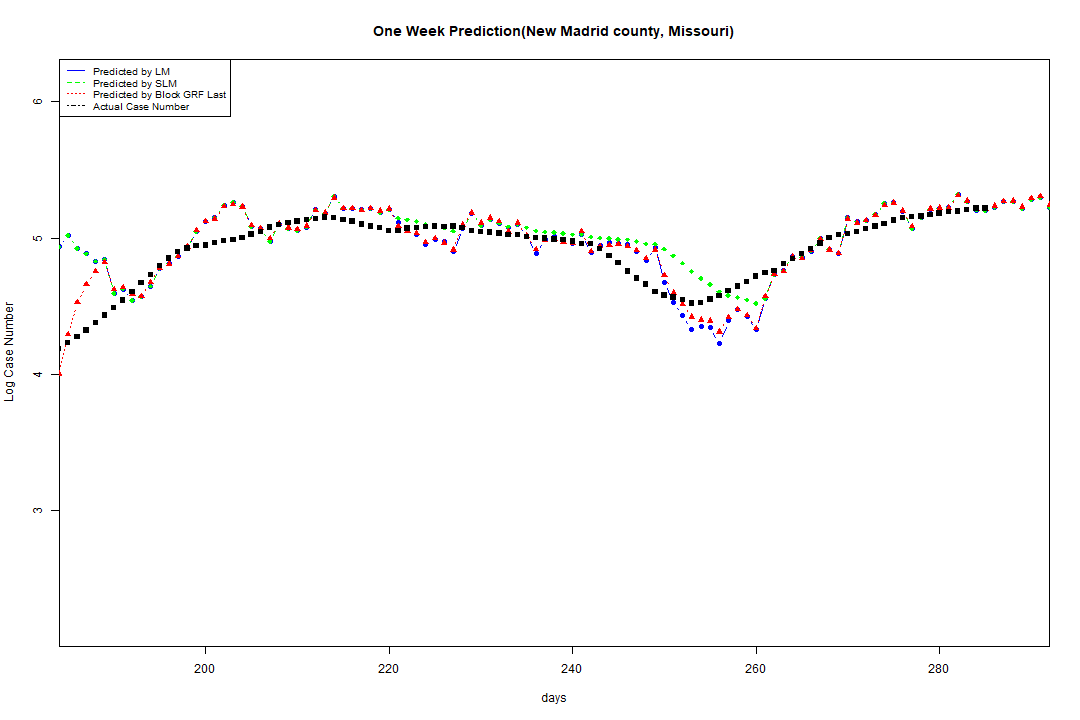 One Week Prediction(New Madrid county, Missouri)
Predicted by LM
Predicted by SLM
Predicted by Block GRF Last
Actual Case Number
6
5
4
3
Log Case Number
200 220 240 260 280
days